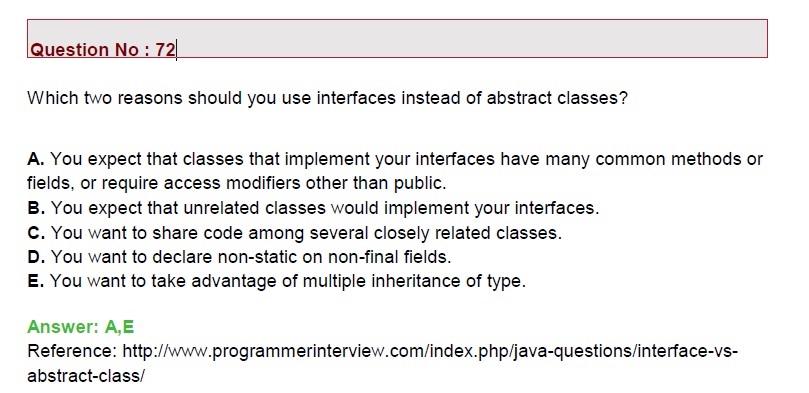 Question No : 72
Which two reasons should you use interfaces instead of abstract classes?
A. You expect that classes that implement your interfaces have many common methods or
fields, or require access modifiers other than public.
B. You expect that unrelated classes would implement your interfaces.
C. You want to share code among several closely related classes.
D. You want to declare non-static on non-final fields.
E. You want to take advantage of multiple inheritance of type.
Answer: A,E
Reference: http://www.programmerinterview.com/index.php/java-questions/interface-vs-
abstract-class/